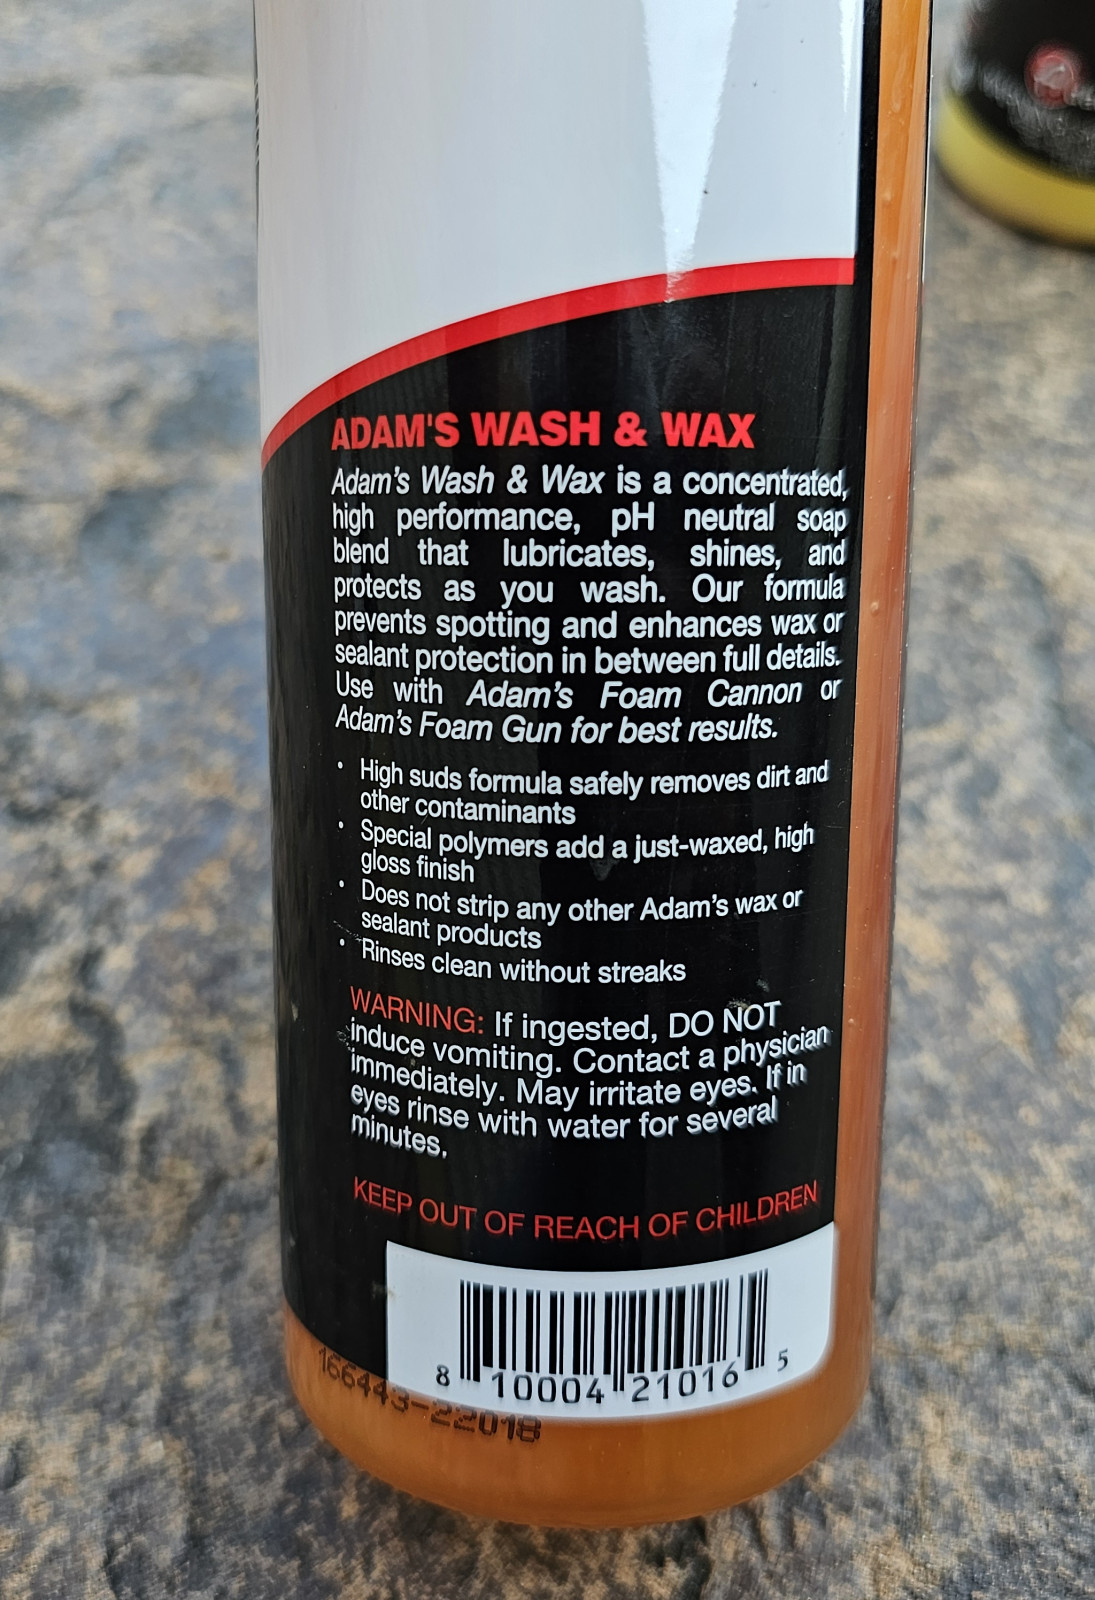 ADAM'S WASH & WAX
Adam's Wash & Wax is a concentrated,
high performance, pH neutral soap
blend that lubricates, shines, and
protects as you wash. Our formula
prevents spotting and enhances wax or
sealant protection in between full details.
Use with Adam's Foam Cannon or
Adam's Foam Gun for best results.
• High suds formula safely removes dirt and
other contaminants
• Special polymers add a just-waxed, high
gloss finish
• Does not strip any other Adam's wax or
sealant products
• Rinses clean without streaks
WARNING: If ingested, DO NOT
induce vomiting. Contact a physician
immediately. May irritate eyes. If in
eyes rinse with water for several
minutes.
KEEP OUT OF REACH OF CHILDREN
8 10004 21016 5
166443-22018